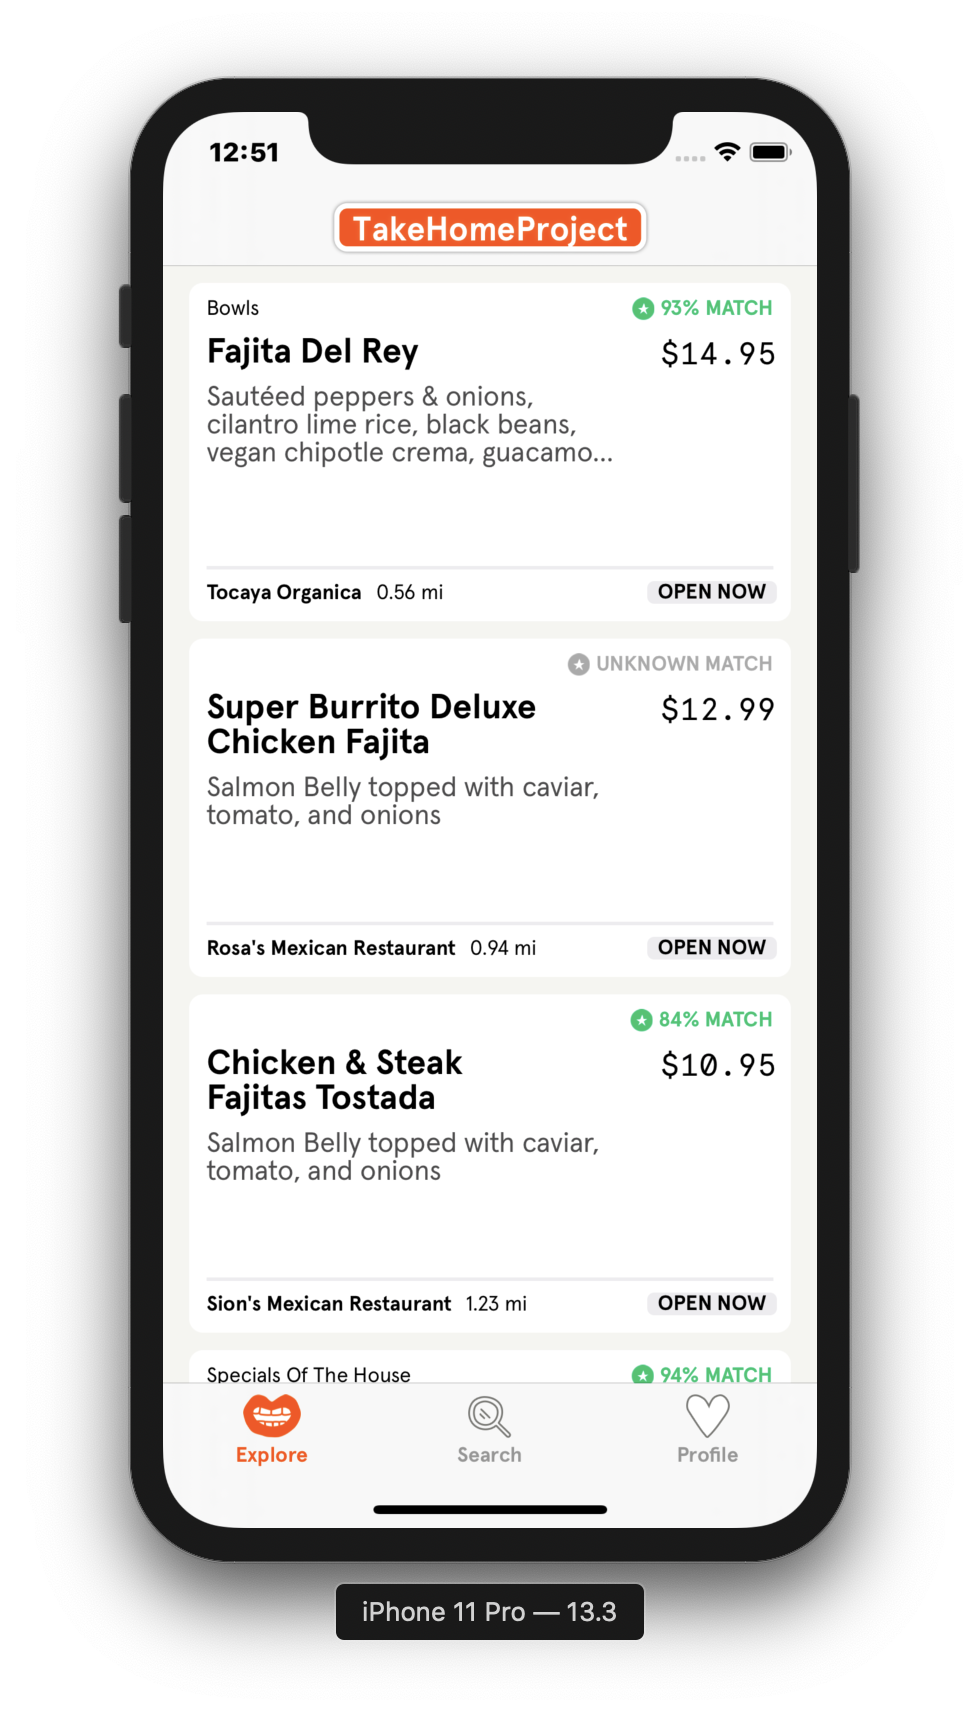 12:51
TakeHomeProject
Bowls
93% MATCH
Fajita Del Rey
$14.95
Sautéed peppers & onions,
cilantro lime rice, black beans,
vegan chipotle crema, guacamo...
Tocaya Organica 0.56 mi
OPEN NOW
UNKNOWN MATCH
Super Burrito Deluxe
Chicken Fajita
$12.99
Salmon Belly topped with caviar,
tomato, and onions
Rosa's Mexican Restaurant 0.94 mi
OPEN NOW
84% MATCH
Chicken & Steak
Fajitas Tostada
$10.95
Salmon Belly topped with caviar,
tomato, and onions
Sion's Mexican Restaurant 1.23 mi
OPEN NOW
Specials Of The House
94% MATCH
Explore
Search
Profile
iPhone 11 Pro — 13.3